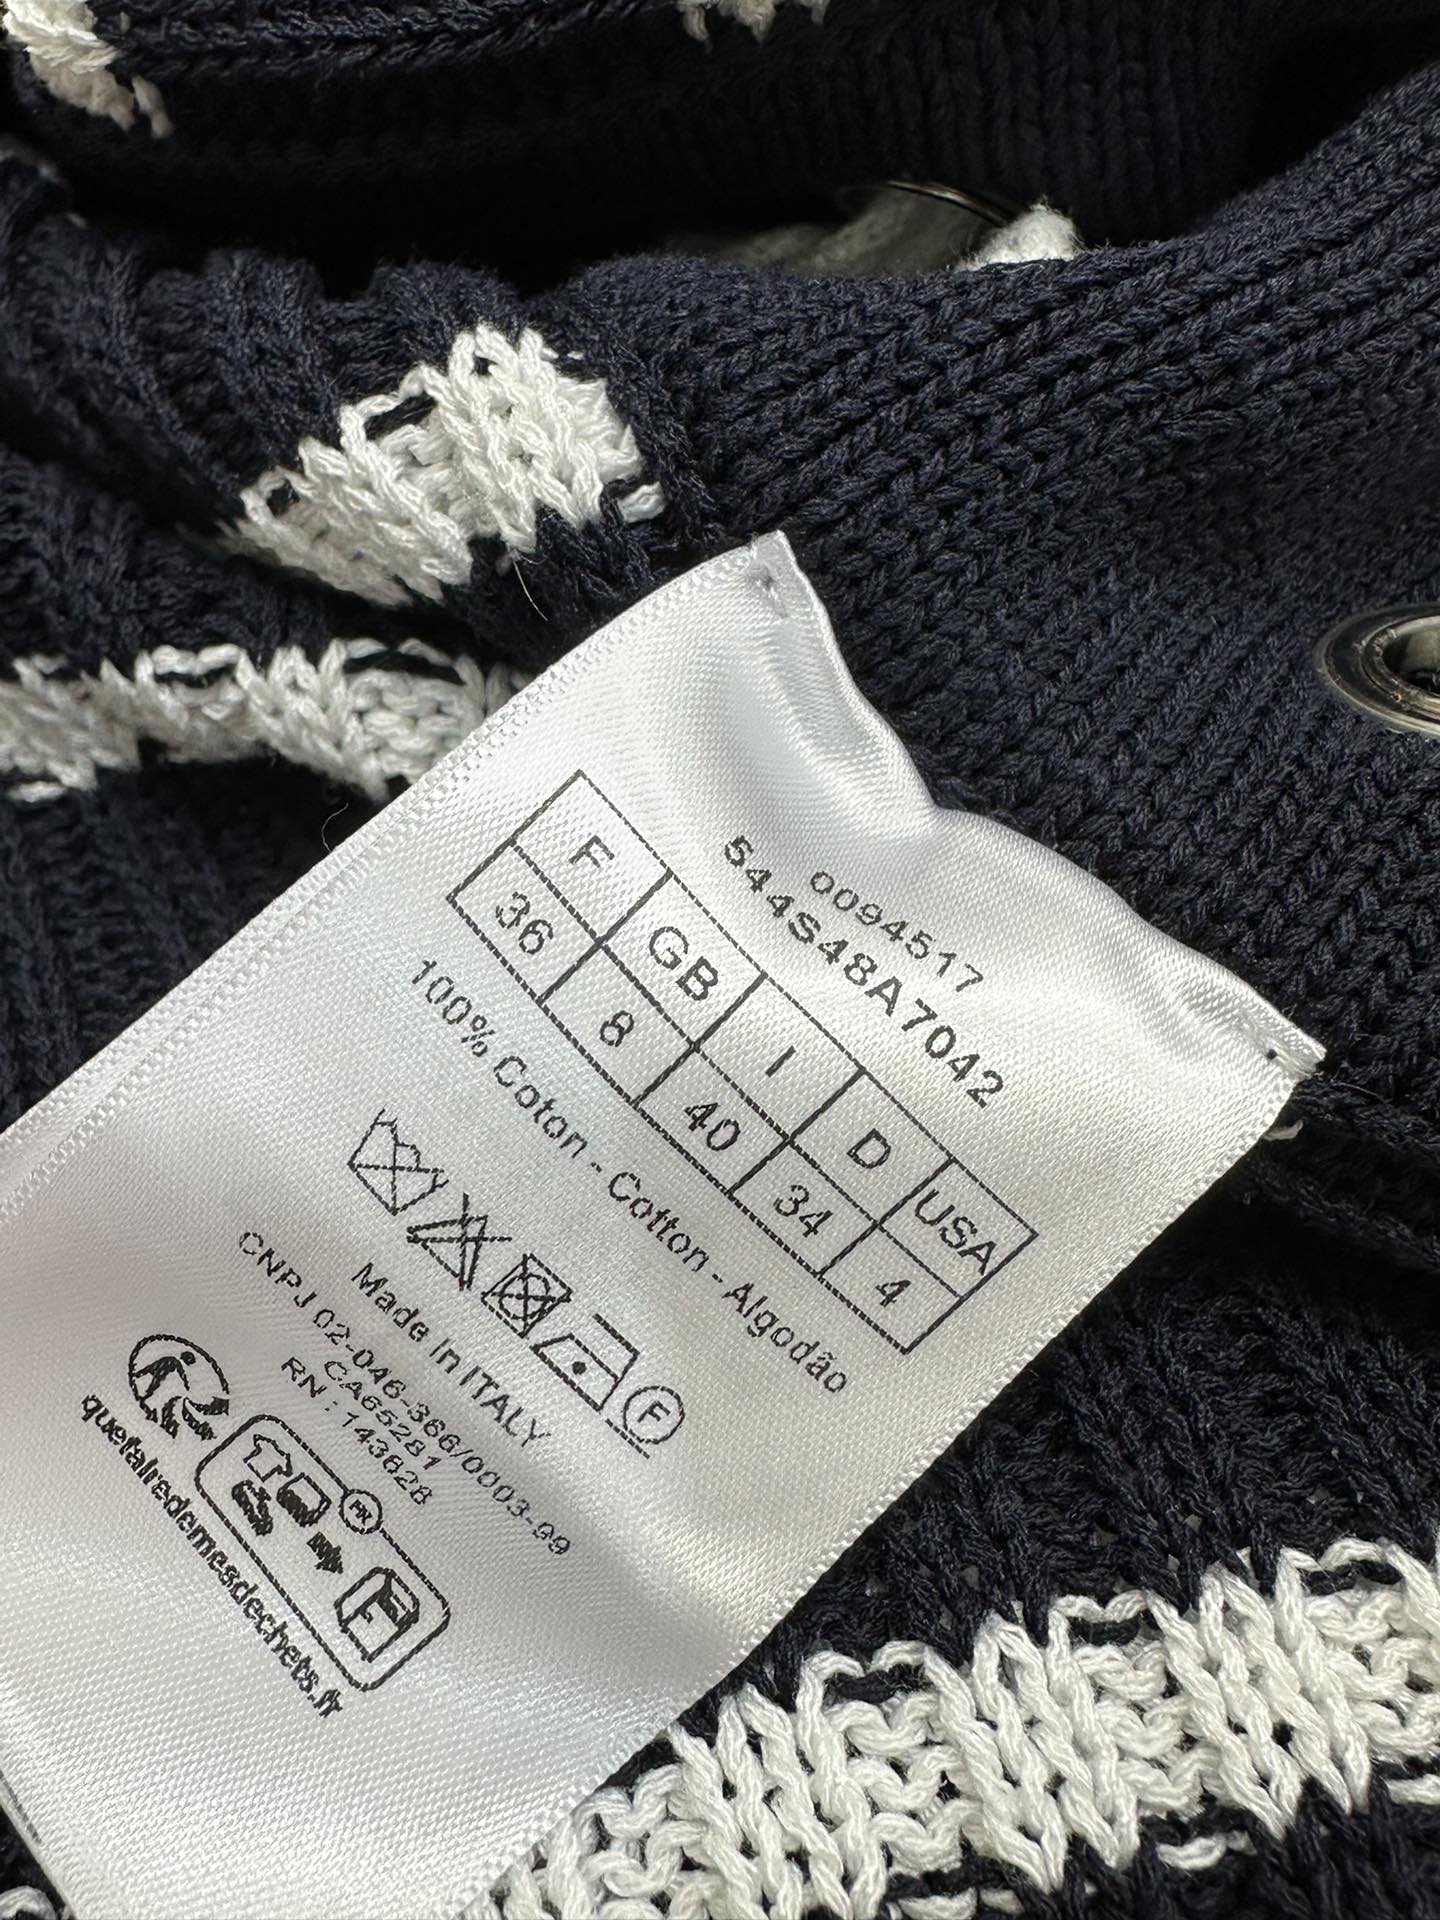 0094517
544S48A7042
F GB I D USA
36 8 40 34 4
100% Coton - Cotton - Algodão
F
Made In ITALY
CNPJ 02-046-366/0003-99
CA65281
RN : 143628
FR
quefairedemesdechets.fr